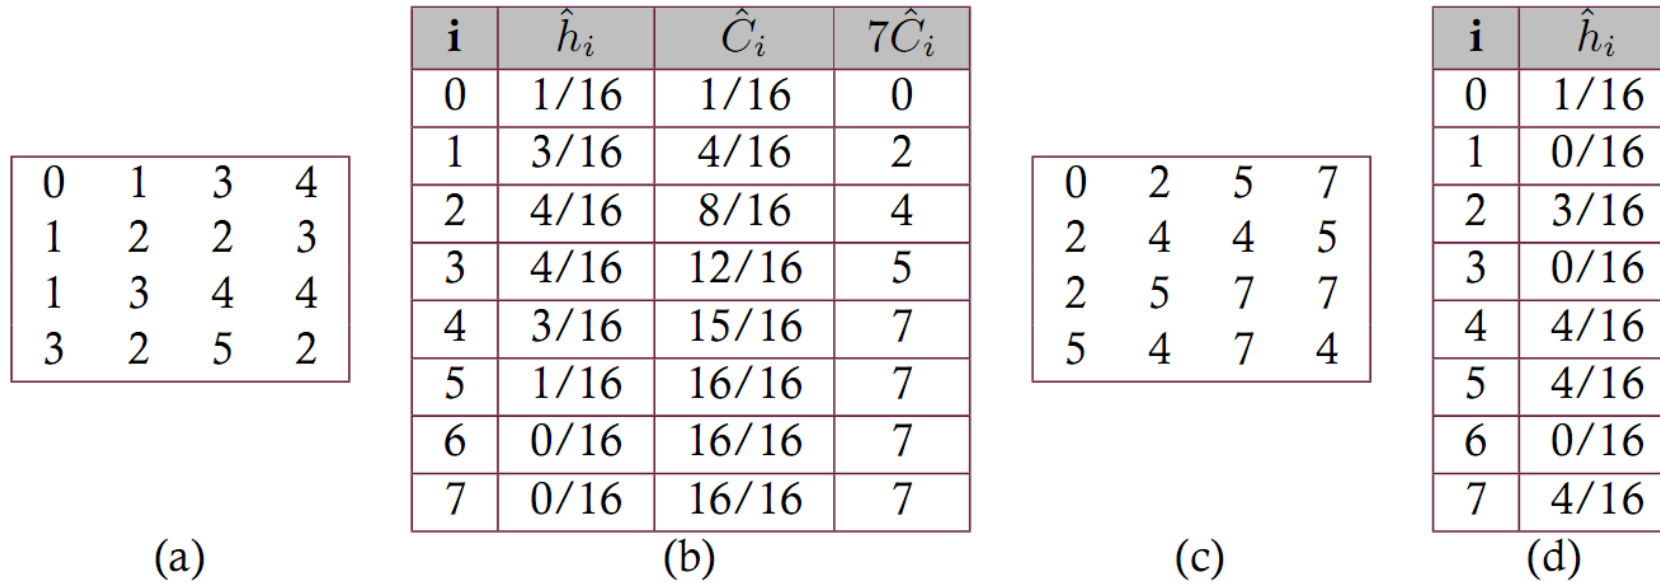 0 1 3 4
1 2 2 3
1 3 4 4
3 2 5 2
(a)
i ĥᵢ Ĉᵢ 7Ĉᵢ
0 1/16 1/16 0
1 3/16 4/16 2
2 4/16 8/16 4
3 4/16 12/16 5
4 3/16 15/16 7
5 1/16 16/16 7
6 0/16 16/16 7
7 0/16 16/16 7
(b)
0 2 5 7
2 4 4 5
2 5 7 7
5 4 7 4
(c)
i ĥᵢ
0 1/16
1 0/16
2 3/16
3 0/16
4 4/16
5 4/16
6 0/16
7 4/16
(d)